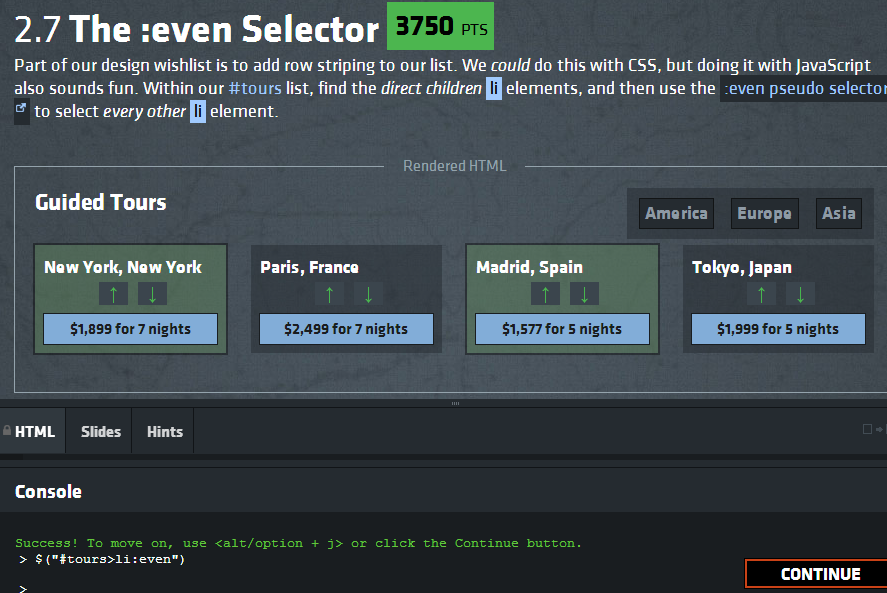 2.7 The :even Selector 3750 PTS
Part of our design wishlist is to add row striping to our list. We could do this with CSS, but doing it with JavaScript
also sounds fun. Within our #tours list, find the direct children li elements, and then use the :even pseudo selector
to select every other li element.
Rendered HTML
Guided Tours
America Europe Asia
New York, New York
↑ ↓
$1,899 for 7 nights
Paris, France
↑ ↓
$2,499 for 7 nights
Madrid, Spain
↑ ↓
$1,577 for 5 nights
Tokyo, Japan
↑ ↓
$1,999 for 5 nights
HTML Slides Hints
Console
Success! To move on, use <alt/option + j> or click the Continue button.
> $("#tours>li:even")
CONTINUE
>